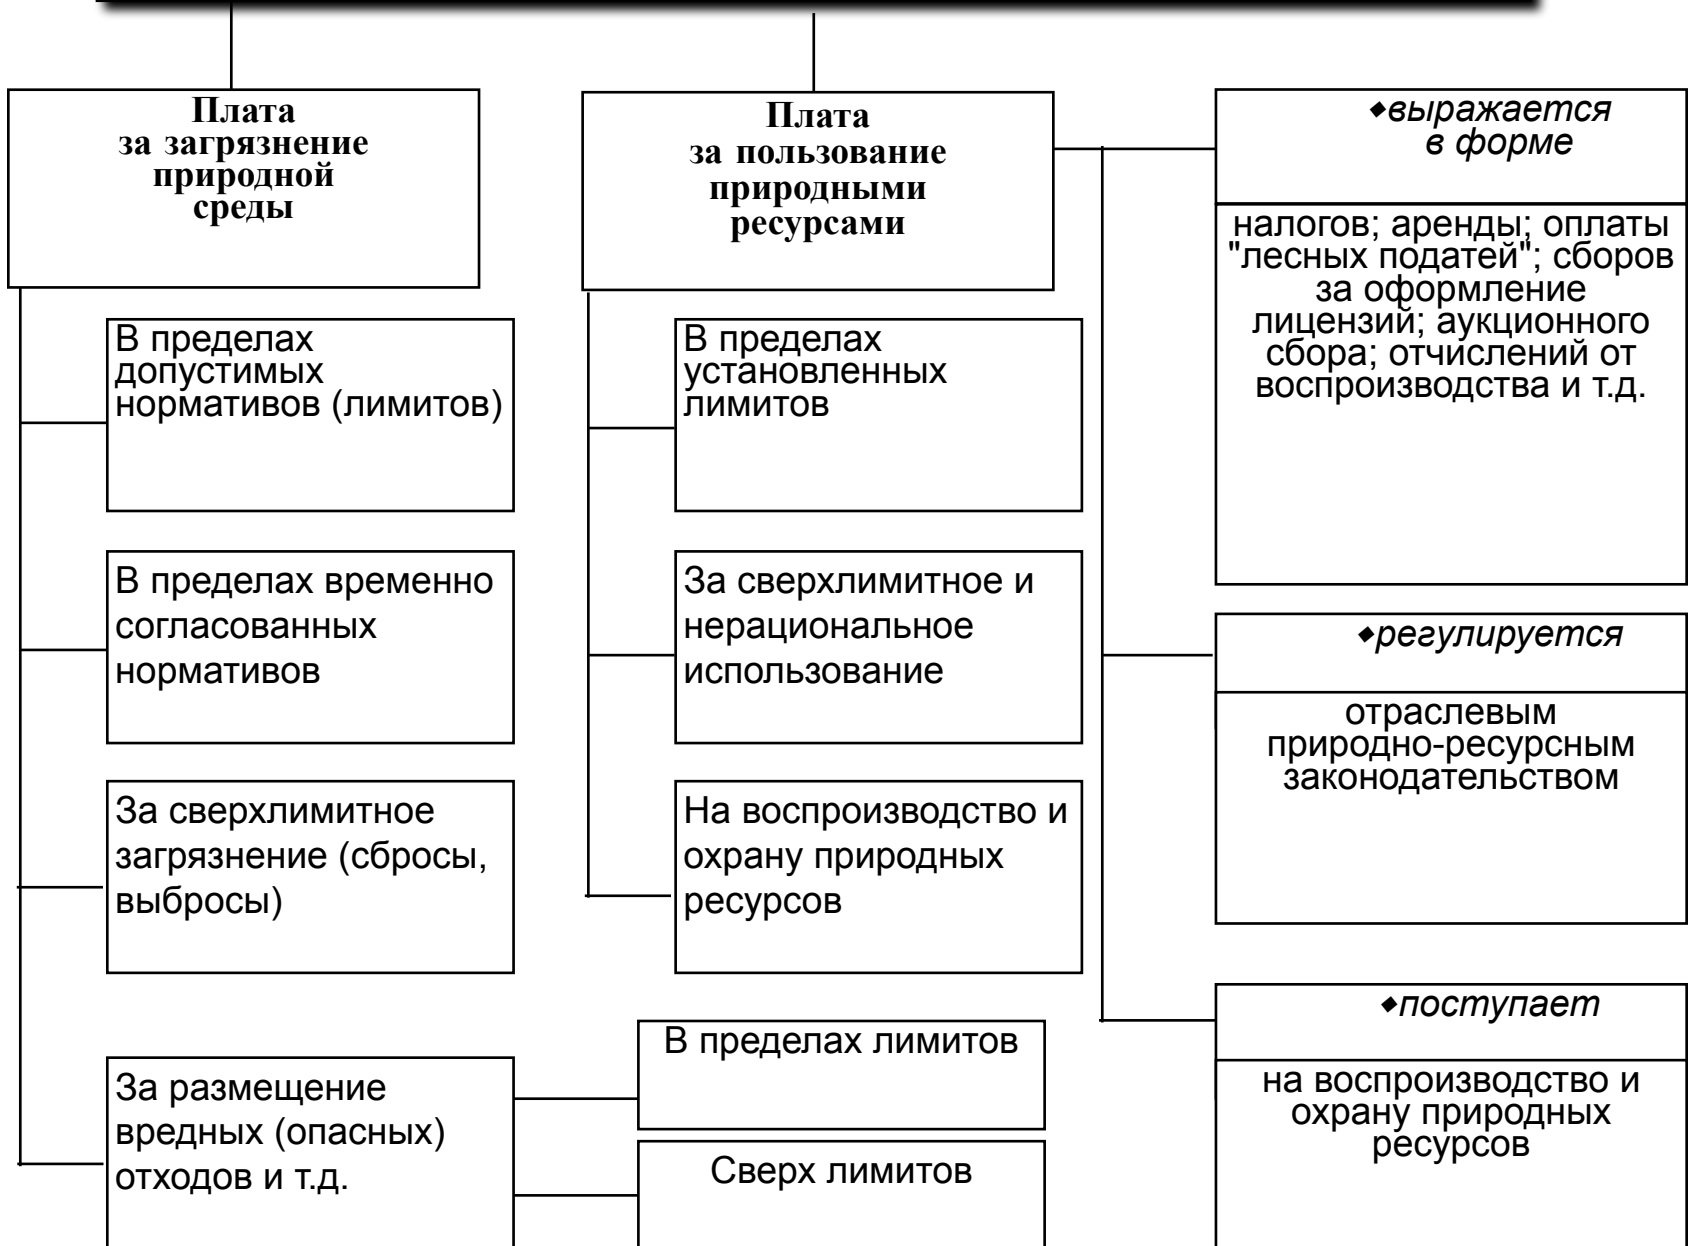 Плата
за загрязнение
природной
среды
В пределах
допустимых
нормативов (лимитов)
В пределах временно
согласованных
нормативов
За сверхлимитное
загрязнение (сбросы,
выбросы)
За размещение
вредных (опасных)
отходов и т.д.
В пределах лимитов
Сверх лимитов
Плата
за пользование
природными
ресурсами
В пределах
установленных
лимитов
За сверхлимитное и
нерациональное
использование
На воспроизводство и
охрану природных
ресурсов
◆выражается
в форме
налогов; аренды; оплаты
"лесных податей"; сборов
за оформление
лицензий; аукционного
сбора; отчислений от
воспроизводства и т.д.
◆регулируется
отраслевым
природно-ресурсным
законодательством
◆поступает
на воспроизводство и
охрану природных
ресурсов